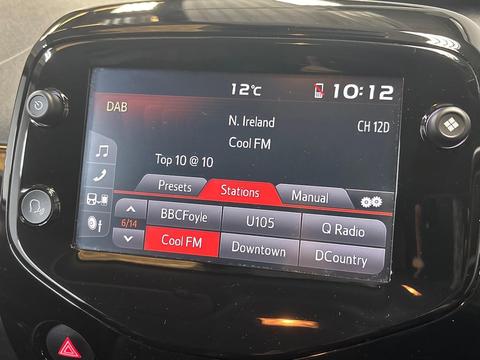 12°C 10:12
DAB
N. Ireland CH 12D
Cool FM
Top 10 @ 10
Presets Stations Manual
BBCFoyle U105 Q Radio
6/14
Cool FM Downtown DCountry